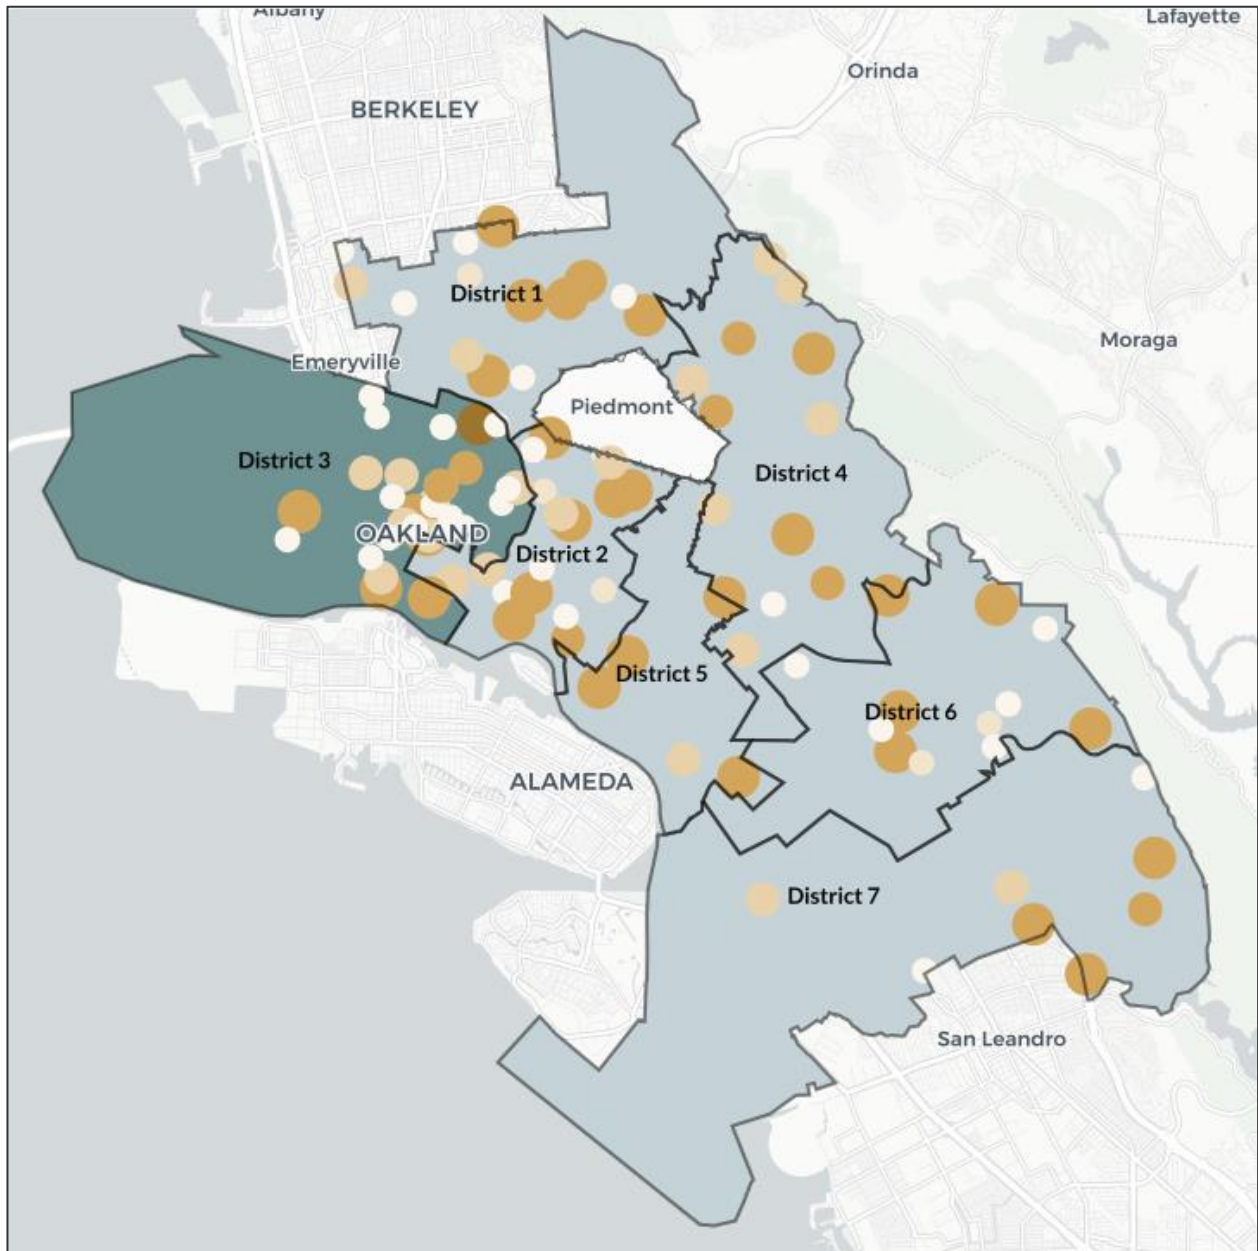 Albany
Lafayette
Orinda
BERKELEY
District 1
Moraga
Emeryville
Piedmont
District 3
District 4
OAKLAND
District 2
District 5
District 6
ALAMEDA
District 7
San Leandro